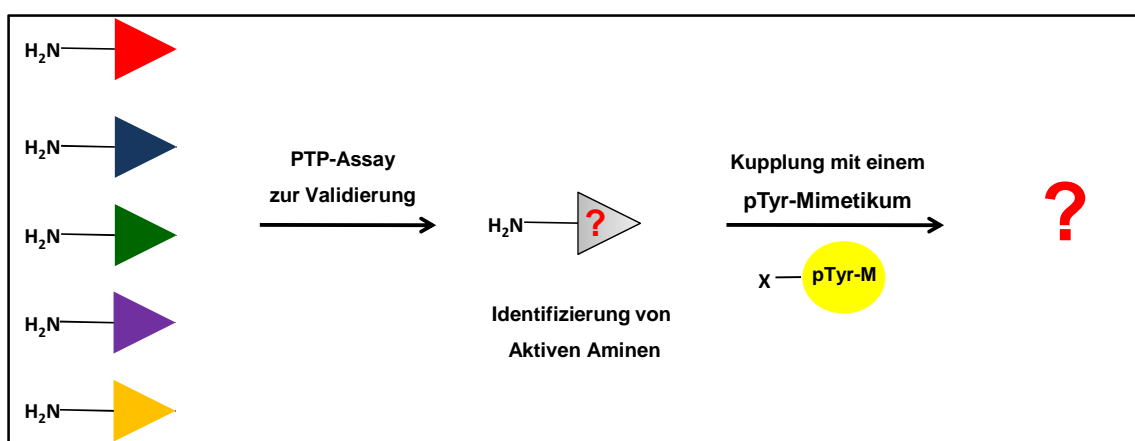 H₂N
H₂N
H₂N
H₂N
H₂N
PTP-Assay
zur Validierung
H₂N
?
Identifizierung von
Aktiven Aminen
Kupplung mit einem
pTyr-Mimetikum
X
pTyr-M
?